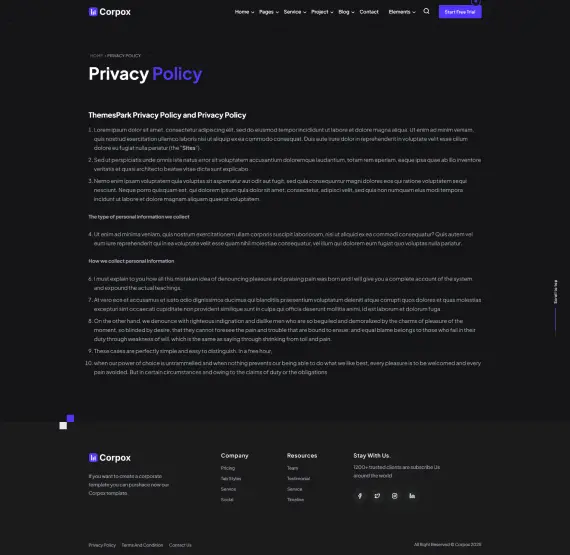 Corpox
Home Pages Service Project Blog Contact Elements
Start Free Trial
HOME › PRIVACY POLICY
Privacy Policy
ThemesPark Privacy Policy and Privacy Policy
1. Lorem ipsum dolor sit amet, consectetur adipiscing elit, sed do eiusmod tempor incididunt ut labore et dolore magna aliqua. Ut enim ad minim veniam,
quis nostrud exercitation ullamco laboris nisi ut aliquip ex ea commodo consequat. Duis aute irure dolor in reprehenderit in voluptate velit esse cillum
dolore eu fugiat nulla pariatur (the "Sites").
2. Sed ut perspiciatis unde omnis iste natus error sit voluptatem accusantium doloremque laudantium, totam rem aperiam, eaque ipsa quae ab illo inventore
veritatis et quasi architecto beatae vitae dicta sunt explicabo.
3. Nemo enim ipsam voluptatem quia voluptas sit aspernatur aut odit aut fugit, sed quia consequuntur magni dolores eos qui ratione voluptatem sequi
nesciunt. Neque porro quisquam est, qui dolorem ipsum quia dolor sit amet, consectetur, adipisci velit, sed quia non numquam eius modi tempora
incidunt ut labore et dolore magnam aliquam quaerat voluptatem.
The type of personal information we collect
4. Ut enim ad minima veniam, quis nostrum exercitationem ullam corporis suscipit laboriosam, nisi ut aliquid ex ea commodi consequatur? Quis autem vel
eum iure reprehenderit qui in ea voluptate velit esse quam nihil molestiae consequatur, vel illum qui dolorem eum fugiat quo voluptas nulla pariatur.
How we collect personal information
6. I must explain to you how all this mistaken idea of denouncing pleasure and praising pain was born and I will give you a complete account of the system,
and expound the actual teachings.
7. At vero eos et accusamus et iusto odio dignissimos ducimus qui blanditiis praesentium voluptatum deleniti atque corrupti quos dolores et quas molestias
excepturi sint occaecati cupiditate non provident similique sunt in culpa qui officia deserunt mollitia animi, id est laborum et dolorum fuga
8. On the other hand, we denounce with righteous indignation and dislike men who are so beguiled and demoralized by the charms of pleasure of the
moment, so blinded by desire, that they cannot foresee the pain and trouble that are bound to ensue; and equal blame belongs to those who fail in their
duty through weakness of will, which is the same as saying through shrinking from toil and pain.
9. These cases are perfectly simple and easy to distinguish. In a free hour,
10. when our power of choice is untrammelled and when nothing prevents our being able to do what we like best, every pleasure is to be welcomed and every
pain avoided. But in certain circumstances and owing to the claims of duty or the obligations
Corpox
If you want to create a corporate
template you can purshace now our
Corpox template.
Company
Pricing
Tab Styles
Service
Social
Resources
Team
Testimonial
Service
Timeline
Stay With Us.
1200+ trusted clients are subscribe Us
around the world
Privacy Policy Terms And Condition Contact Us
All Right Reserved © Corpox 2025